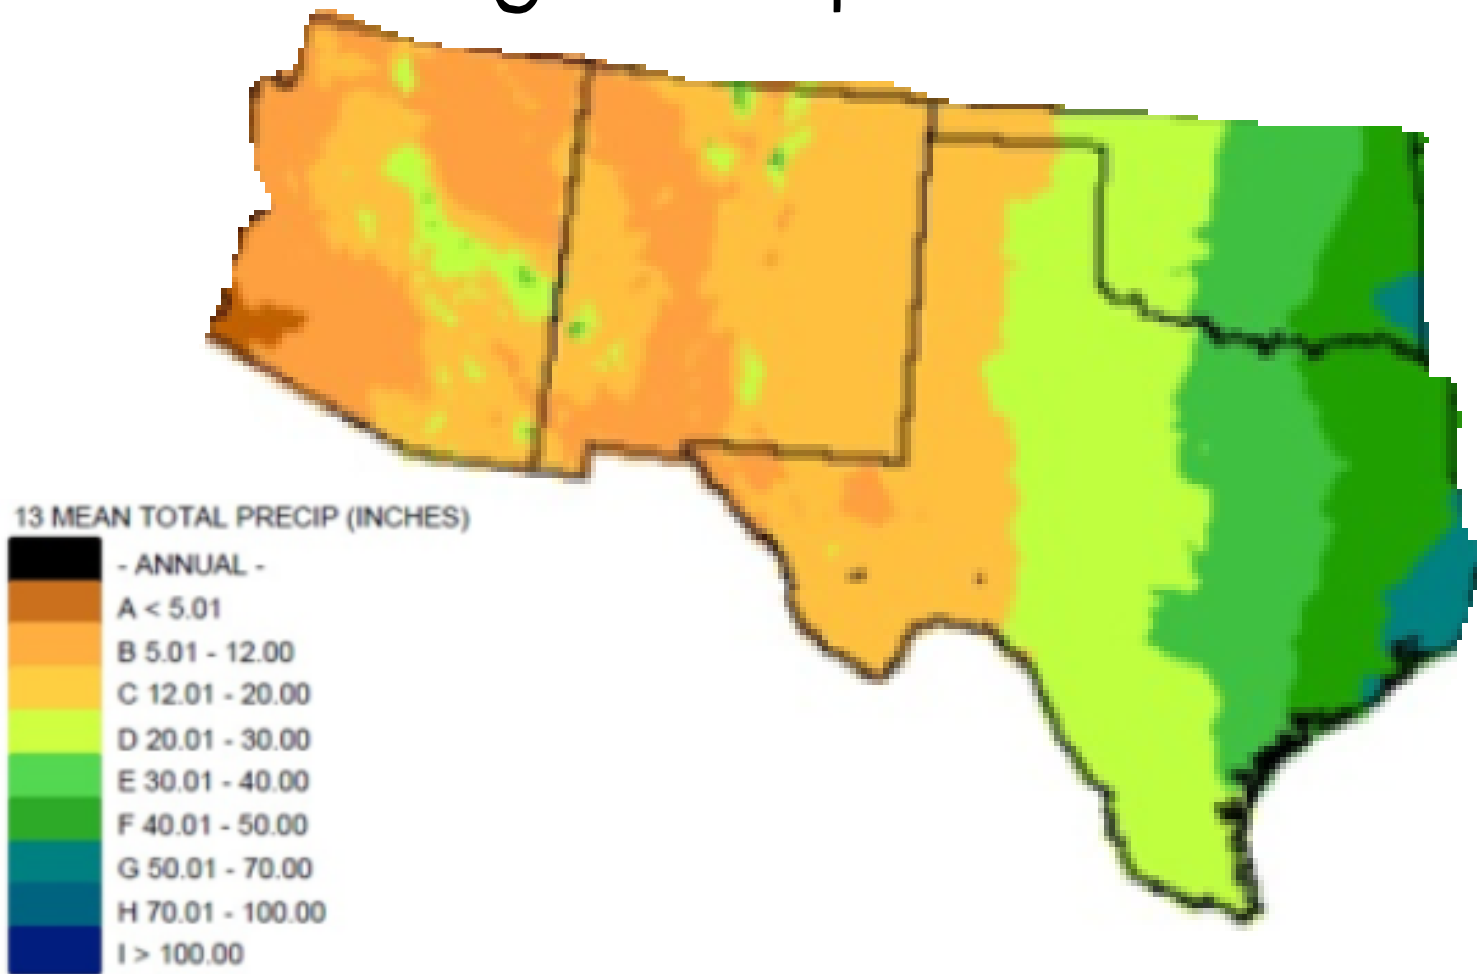 13 MEAN TOTAL PRECIP (INCHES)
- ANNUAL -
A < 5.01
B 5.01 - 12.00
C 12.01 - 20.00
D 20.01 - 30.00
E 30.01 - 40.00
F 40.01 - 50.00
G 50.01 - 70.00
H 70.01 - 100.00
I > 100.00